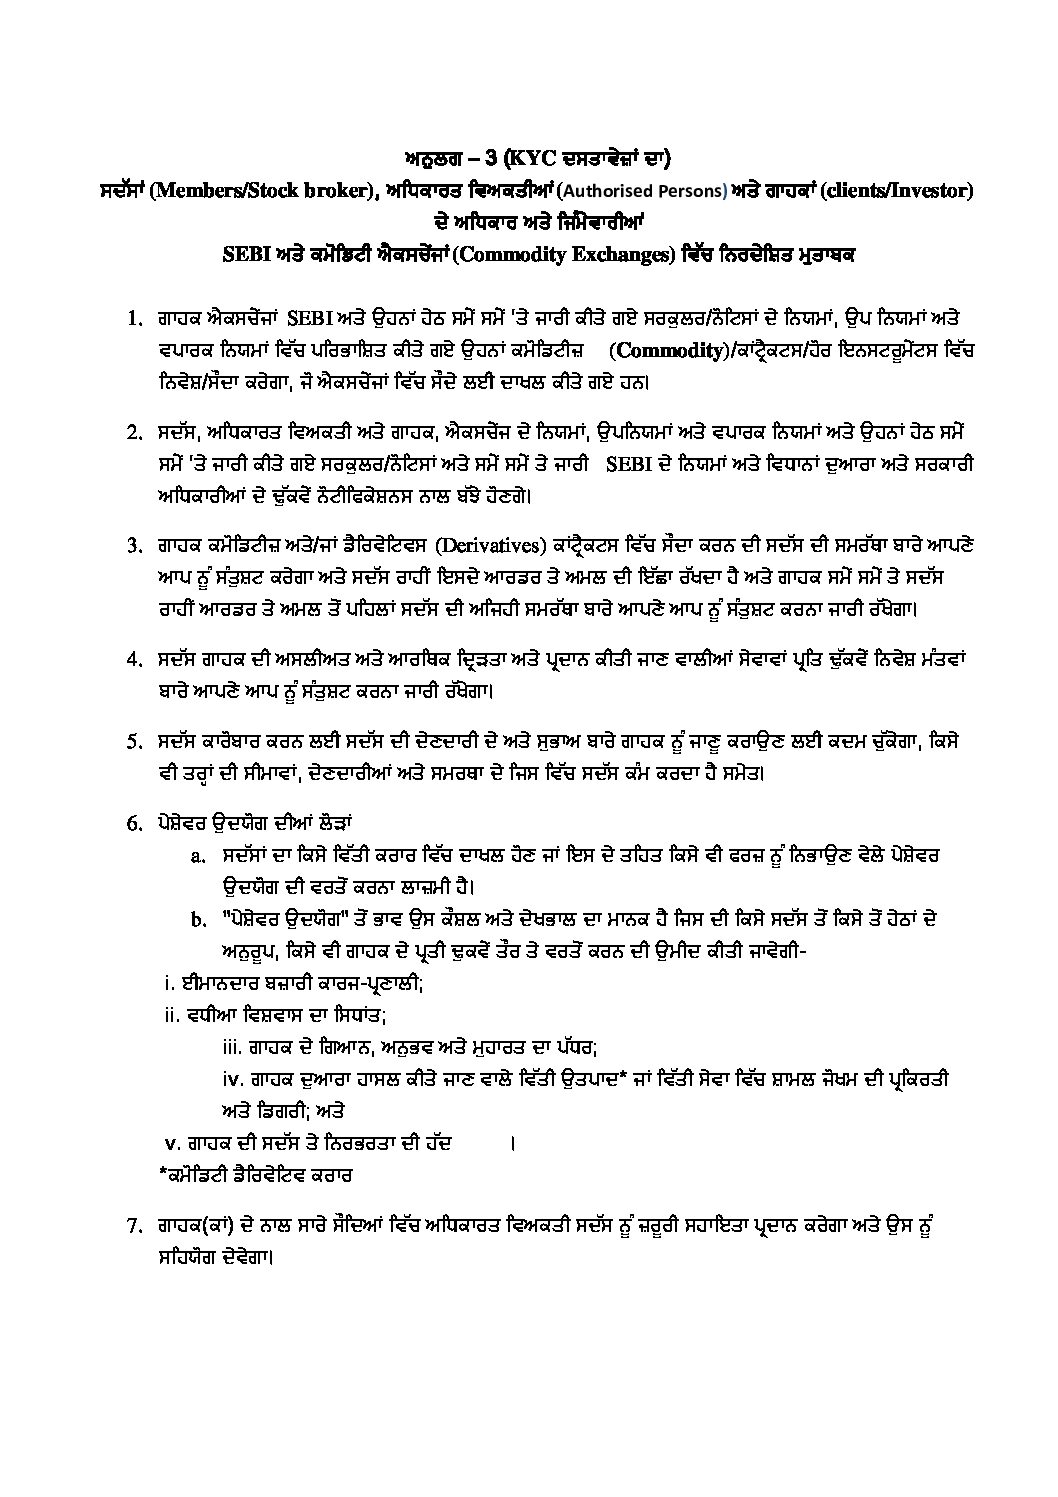 ਅਨੁਲਗ – 3 (KYC ਦਸਤਾਵੇਜ਼ਾਂ ਦਾ)
ਸਦੱਸਾਂ (Members/Stock broker), ਅਧਿਕਾਰਤ ਵਿਅਕਤੀਆਂ (Authorised Persons) ਅਤੇ ਗਾਹਕਾਂ (clients/Investor)
ਦੇ ਅਧਿਕਾਰ ਅਤੇ ਜਿੰਮੇਵਾਰੀਆਂ
SEBI ਅਤੇ ਕਮੋਡਿਟੀ ਐਕਸਚੇਂਜਾਂ (Commodity Exchanges) ਵਿੱਚ ਨਿਰਦੇਸ਼ਿਤ ਮੁਤਾਬਕ
1. ਗਾਹਕ ਐਕਸਚੇਂਜਾਂ SEBI ਅਤੇ ਉਹਨਾਂ ਹੇਠ ਸਮੇਂ ਸਮੇਂ 'ਤੇ ਜਾਰੀ ਕੀਤੇ ਗਏ ਸਰਕੁਲਰ/ਨੋਟਿਸਾਂ ਦੇ ਨਿਯਮਾਂ, ਉਪ ਨਿਯਮਾਂ ਅਤੇ
ਵਪਾਰਕ ਨਿਯਮਾਂ ਵਿੱਚ ਪਰਿਭਾਸ਼ਿਤ ਕੀਤੇ ਗਏ ਉਹਨਾਂ ਕਮੋਡਿਟੀਜ਼ (Commodity)/ਕਾਂਟ੍ਰੈਕਟਸ/ਹੋਰ ਇਨਸਟਰੂਮੇਂਟਸ ਵਿੱਚ
ਨਿਵੇਸ਼/ਸੌਦਾ ਕਰੇਗਾ, ਜੋ ਐਕਸਚੇਂਜਾਂ ਵਿੱਚ ਸੌਦੇ ਲਈ ਦਾਖਲ ਕੀਤੇ ਗਏ ਹਨ।
2. ਸਦੱਸ, ਅਧਿਕਾਰਤ ਵਿਅਕਤੀ ਅਤੇ ਗਾਹਕ, ਐਕਸਚੇਂਜ ਦੇ ਨਿਯਮਾਂ, ਉਪਨਿਯਮਾਂ ਅਤੇ ਵਪਾਰਕ ਨਿਯਮਾਂ ਅਤੇ ਉਹਨਾਂ ਹੇਠ ਸਮੇਂ
ਸਮੇਂ 'ਤੇ ਜਾਰੀ ਕੀਤੇ ਗਏ ਸਰਕੁਲਰ/ਨੋਟਿਸਾਂ ਅਤੇ ਸਮੇਂ ਸਮੇਂ ਤੇ ਜਾਰੀ SEBI ਦੇ ਨਿਯਮਾਂ ਅਤੇ ਵਿਧਾਨਾਂ ਦੁਆਰਾ ਅਤੇ ਸਰਕਾਰੀ
ਅਧਿਕਾਰੀਆਂ ਦੇ ਢੁੱਕਵੇਂ ਨੋਟੀਫਿਕੇਸ਼ਨਸ ਨਾਲ ਬੱਝੇ ਹੋਣਗੇ।
3. ਗਾਹਕ ਕਮੋਡਿਟੀਜ਼ ਅਤੇ/ਜਾਂ ਡੈਰਿਵੇਟਿਵਸ (Derivatives) ਕਾਂਟ੍ਰੈਕਟਸ ਵਿੱਚ ਸੌਦਾ ਕਰਨ ਦੀ ਸਦੱਸ ਦੀ ਸਮਰੱਥਾ ਬਾਰੇ ਆਪਣੇ
ਆਪ ਨੂੰ ਸੰਤੁਸ਼ਟ ਕਰੇਗਾ ਅਤੇ ਸਦੱਸ ਰਾਹੀਂ ਇਸਦੇ ਆਰਡਰ ਤੇ ਅਮਲ ਦੀ ਇੱਛਾ ਰੱਖਦਾ ਹੈ ਅਤੇ ਗਾਹਕ ਸਮੇਂ ਸਮੇਂ ਤੇ ਸਦੱਸ
ਰਾਹੀਂ ਆਰਡਰ ਤੇ ਅਮਲ ਤੋਂ ਪਹਿਲਾਂ ਸਦੱਸ ਦੀ ਅਜਿਹੀ ਸਮਰੱਥਾ ਬਾਰੇ ਆਪਣੇ ਆਪ ਨੂੰ ਸੰਤੁਸ਼ਟ ਕਰਨਾ ਜਾਰੀ ਰੱਖੇਗਾ।
4. ਸਦੱਸ ਗਾਹਕ ਦੀ ਅਸਲੀਅਤ ਅਤੇ ਆਰਥਿਕ ਦ੍ਰਿੜਤਾ ਅਤੇ ਪ੍ਰਦਾਨ ਕੀਤੀ ਜਾਣ ਵਾਲੀਆਂ ਸੇਵਾਵਾਂ ਪ੍ਰਤਿ ਢੁੱਕਵੇਂ ਨਿਵੇਸ਼ ਮੰਤਵਾਂ
ਬਾਰੇ ਆਪਣੇ ਆਪ ਨੂੰ ਸੰਤੁਸ਼ਟ ਕਰਨਾ ਜਾਰੀ ਰੱਖੇਗਾ।
5. ਸਦੱਸ ਕਾਰੋਬਾਰ ਕਰਨ ਲਈ ਸਦੱਸ ਦੀ ਦੇਣਦਾਰੀ ਦੇ ਅਤੇ ਸੁਭਾਅ ਬਾਰੇ ਗਾਹਕ ਨੂੰ ਜਾਣੂ ਕਰਾਉਣ ਲਈ ਕਦਮ ਚੁੱਕੇਗਾ, ਕਿਸੇ
ਵੀ ਤਰ੍ਹਾਂ ਦੀ ਸੀਮਾਵਾਂ, ਦੇਣਦਾਰੀਆਂ ਅਤੇ ਸਮਰਥਾ ਦੇ ਜਿਸ ਵਿੱਚ ਸਦੱਸ ਕੰਮ ਕਰਦਾ ਹੈ ਸਮੇਤ।
6. ਪੇਸ਼ੇਵਰ ਉਦਯੋਗ ਦੀਆਂ ਲੋੜਾਂ
a. ਸਦੱਸਾਂ ਦਾ ਕਿਸੇ ਵਿੱਤੀ ਕਰਾਰ ਵਿੱਚ ਦਾਖਲ ਹੋਣ ਜਾਂ ਇਸ ਦੇ ਤਹਿਤ ਕਿਸੇ ਵੀ ਫਰਜ਼ ਨੂੰ ਨਿਭਾਉਣ ਵੇਲੇ ਪੇਸ਼ੇਵਰ
ਉਦਯੋਗ ਦੀ ਵਰਤੋਂ ਕਰਨਾ ਲਾਜ਼ਮੀ ਹੈ।
b. "ਪੇਸ਼ੇਵਰ ਉਦਯੋਗ" ਤੋਂ ਭਾਵ ਉਸ ਕੌਸ਼ਲ ਅਤੇ ਦੇਖਭਾਲ ਦਾ ਮਾਨਕ ਹੈ ਜਿਸ ਦੀ ਕਿਸੇ ਸਦੱਸ ਤੋਂ ਕਿਸੇ ਤੋਂ ਹੇਠਾਂ ਦੇ
ਅਨੁਰੂਪ, ਕਿਸੇ ਵੀ ਗਾਹਕ ਦੇ ਪ੍ਰਤੀ ਢੁਕਵੇਂ ਤੌਰ ਤੇ ਵਰਤੋਂ ਕਰਨ ਦੀ ਉਮੀਦ ਕੀਤੀ ਜਾਵੇਗੀ-
i. ਈਮਾਨਦਾਰ ਬਜ਼ਾਰੀ ਕਾਰਜ-ਪ੍ਰਣਾਲੀ;
ii. ਵਧੀਆ ਵਿਸ਼ਵਾਸ ਦਾ ਸਿਧਾਂਤ;
iii. ਗਾਹਕ ਦੇ ਗਿਆਨ, ਅਨੁਭਵ ਅਤੇ ਮੁਹਾਰਤ ਦਾ ਪੱਧਰ;
iv. ਗਾਹਕ ਦੁਆਰਾ ਹਾਸਲ ਕੀਤੇ ਜਾਣ ਵਾਲੇ ਵਿੱਤੀ ਉਤਪਾਦ* ਜਾਂ ਵਿੱਤੀ ਸੇਵਾ ਵਿੱਚ ਸ਼ਾਮਲ ਜੋਖਮ ਦੀ ਪ੍ਰਕਿਰਤੀ
ਅਤੇ ਡਿਗਰੀ; ਅਤੇ
v. ਗਾਹਕ ਦੀ ਸਦੱਸ ਤੇ ਨਿਰਭਰਤਾ ਦੀ ਹੱਦ ।
*ਕਮੋਡਿਟੀ ਡੈਰਿਵੇਟਿਵ ਕਰਾਰ
7. ਗਾਹਕ(ਕਾਂ) ਦੇ ਨਾਲ ਸਾਰੇ ਸੌਦਿਆਂ ਵਿੱਚ ਅਧਿਕਾਰਤ ਵਿਅਕਤੀ ਸਦੱਸ ਨੂੰ ਜ਼ਰੂਰੀ ਸਹਾਇਤਾ ਪ੍ਰਦਾਨ ਕਰੇਗਾ ਅਤੇ ਉਸ ਨੂੰ
ਸਹਿਯੋਗ ਦੇਵੇਗਾ।